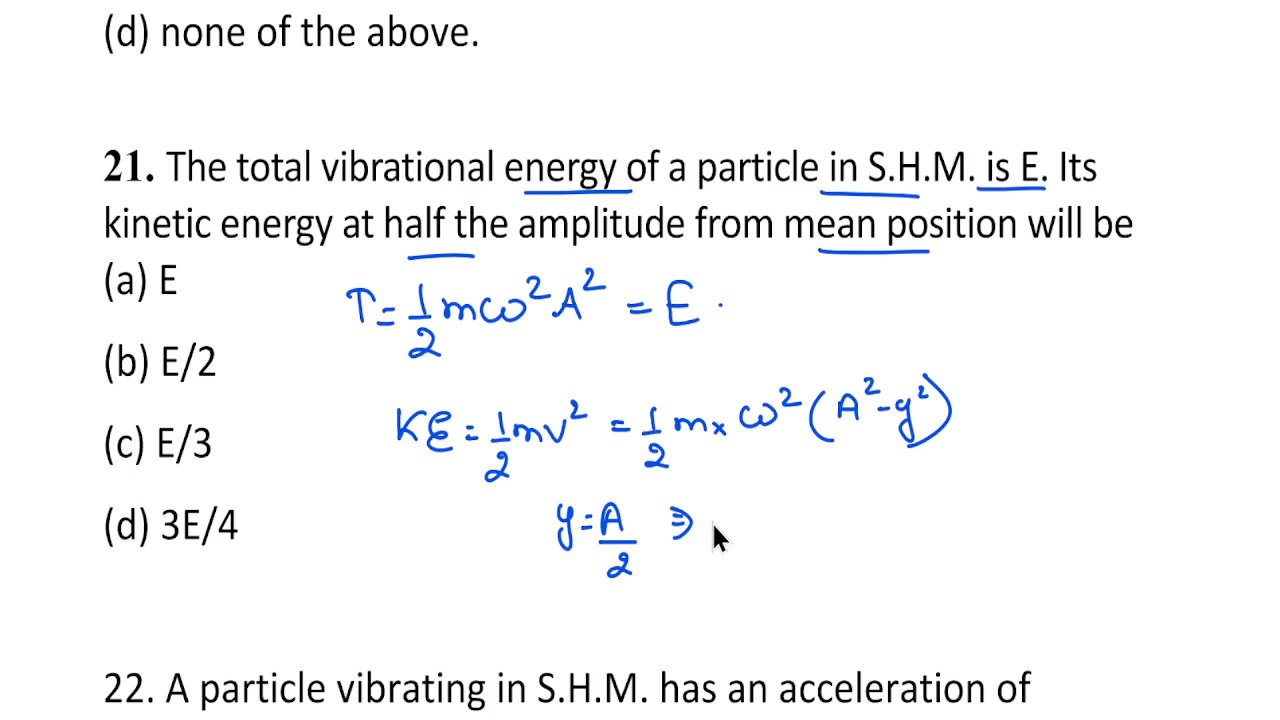 (d) none of the above.
21. The total vibrational energy of a particle in S.H.M. is E. Its
kinetic energy at half the amplitude from mean position will be
(a) E
T = 1/2 mω²A² = E .
(b) E/2
KE = 1/2 mv² = 1/2 m × ω² (A² - y²)
(c) E/3
(d) 3E/4
y = A/2 ⇒
22. A particle vibrating in S.H.M. has an acceleration of